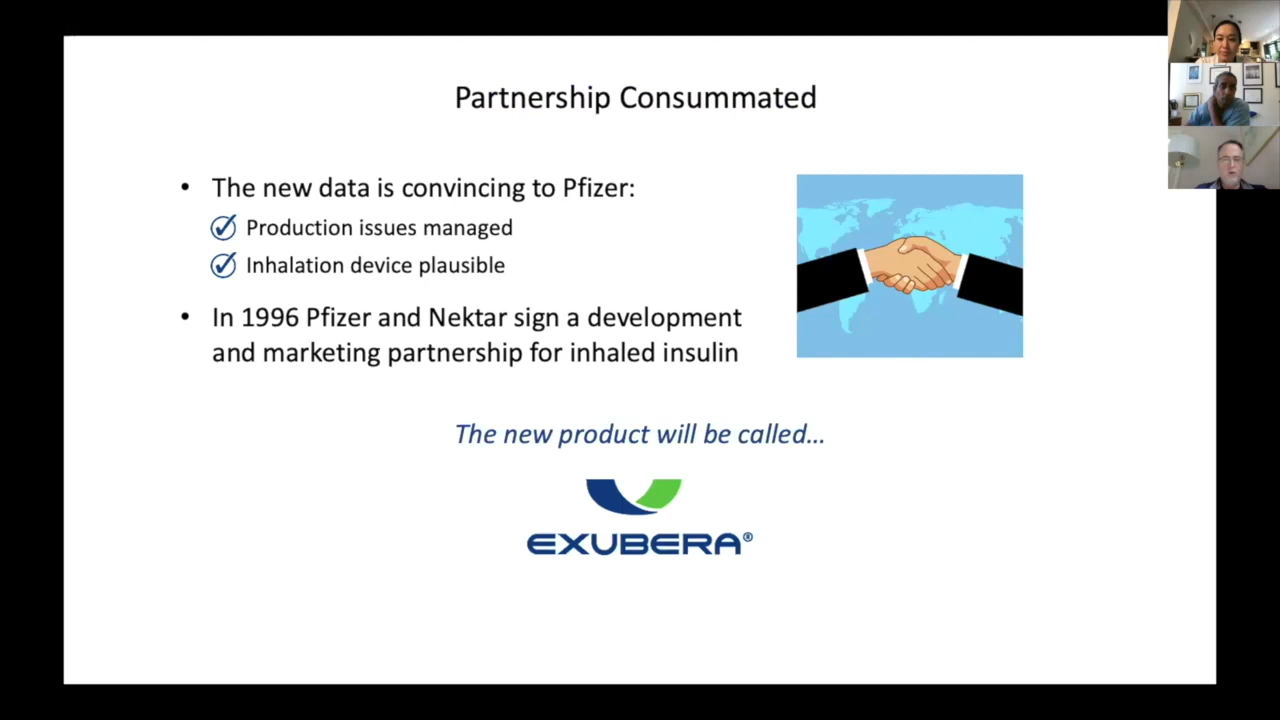 Partnership Consummated
• The new data is convincing to Pfizer:
Production issues managed
Inhalation device plausible
• In 1996 Pfizer and Nektar sign a development
and marketing partnership for inhaled insulin
The new product will be called...
EXUBERA®